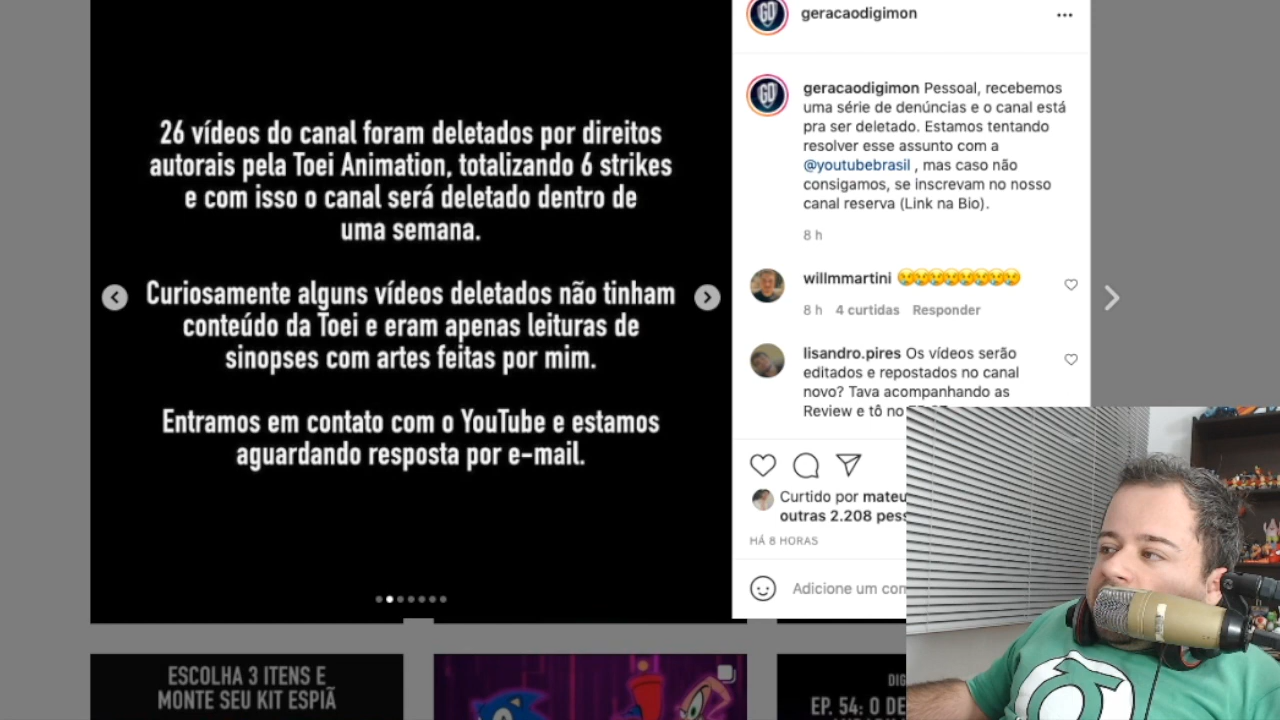 geracaodigimon
26 vídeos do canal foram deletados por direitos
autorais pela Toei Animation, totalizando 6 strikes
e com isso o canal será deletado dentro de
uma semana.
Curiosamente alguns vídeos deletados não tinham
conteúdo da Toei e eram apenas leituras de
sinopses com artes feitas por mim.
Entramos em contato com o YouTube e estamos
aguardando resposta por e-mail.
geracaodigimon Pessoal, recebemos
uma série de denúncias e o canal está
pra ser deletado. Estamos tentando
resolver esse assunto com a
@youtubebrasil , mas caso não
consigamos, se inscrevam no nosso
canal reserva (Link na Bio).
8 h
willmmartini 😢😢😢😢😢😢😢😢
8 h 4 curtidas Responder
lisandro.pires Os vídeos serão
editados e repostados no canal
novo? Tava acompanhando as
Review e tô no
Curtido por mateu
outras 2.208 pess
HÁ 8 HORAS
Adicione um com
ESCOLHA 3 ITENS E
MONTE SEU KIT ESPIÃ
DIG
EP. 54: O DE